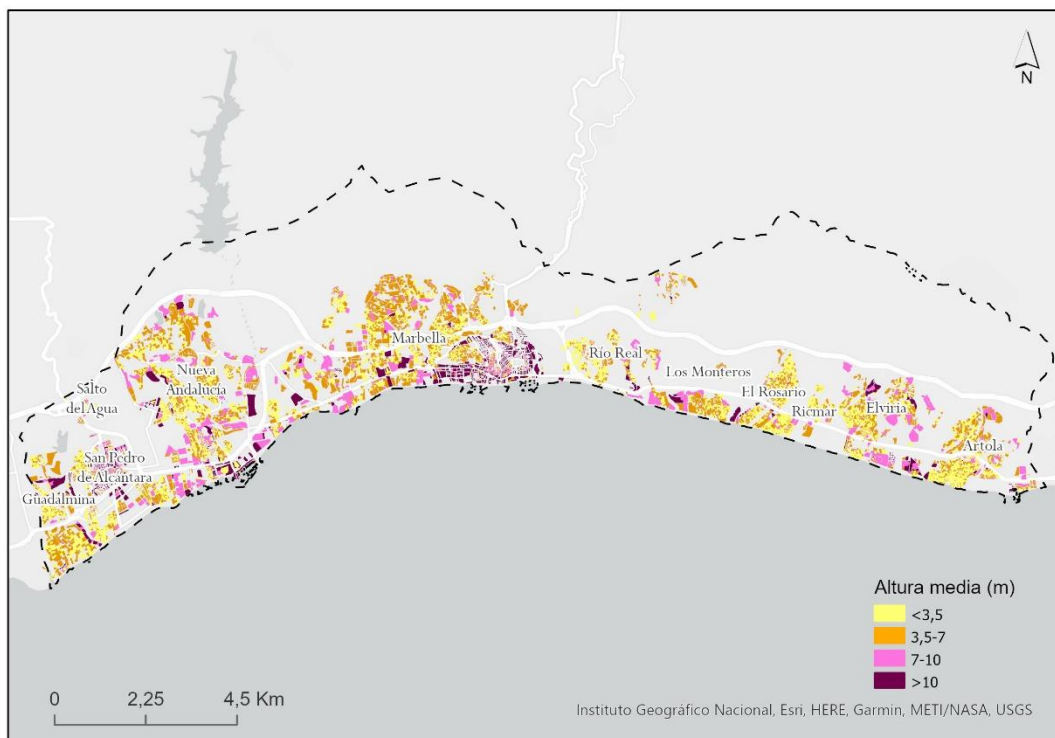 N
Marbella
Río Real
Los Monteros
Nueva
Andalucía
El Rosario
Salto
del Agua
Ricmar
Elviria
Artola
San Pedro
de Alcántara
Guadalmina
Altura media (m)
<3,5
3,5-7
7-10
>10
0 2,25 4,5 Km
Instituto Geográfico Nacional, Esri, HERE, Garmin, METI/NASA, USGS